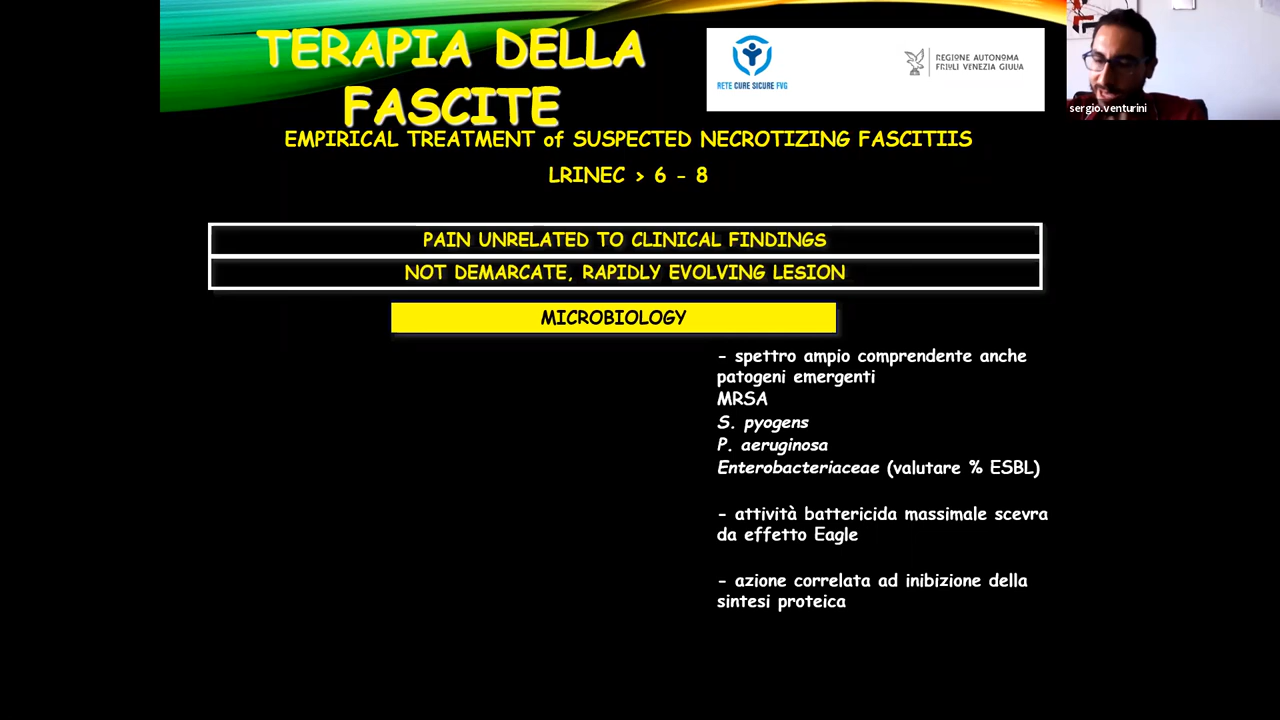 TERAPIA DELLA
FASCITE
RETE CURE SICURE FVG
REGIONE AUTONOMA
FRIULI VENEZIA GIULIA
sergio.venturini
EMPIRICAL TREATMENT of SUSPECTED NECROTIZING FASCITIIS
LRINEC > 6 - 8
PAIN UNRELATED TO CLINICAL FINDINGS
NOT DEMARCATE, RAPIDLY EVOLVING LESION
MICROBIOLOGY
- spettro ampio comprendente anche
patogeni emergenti
MRSA
S. pyogens
P. aeruginosa
Enterobacteriaceae (valutare % ESBL)
- attività battericida massimale scevra
da effetto Eagle
- azione correlata ad inibizione della
sintesi proteica